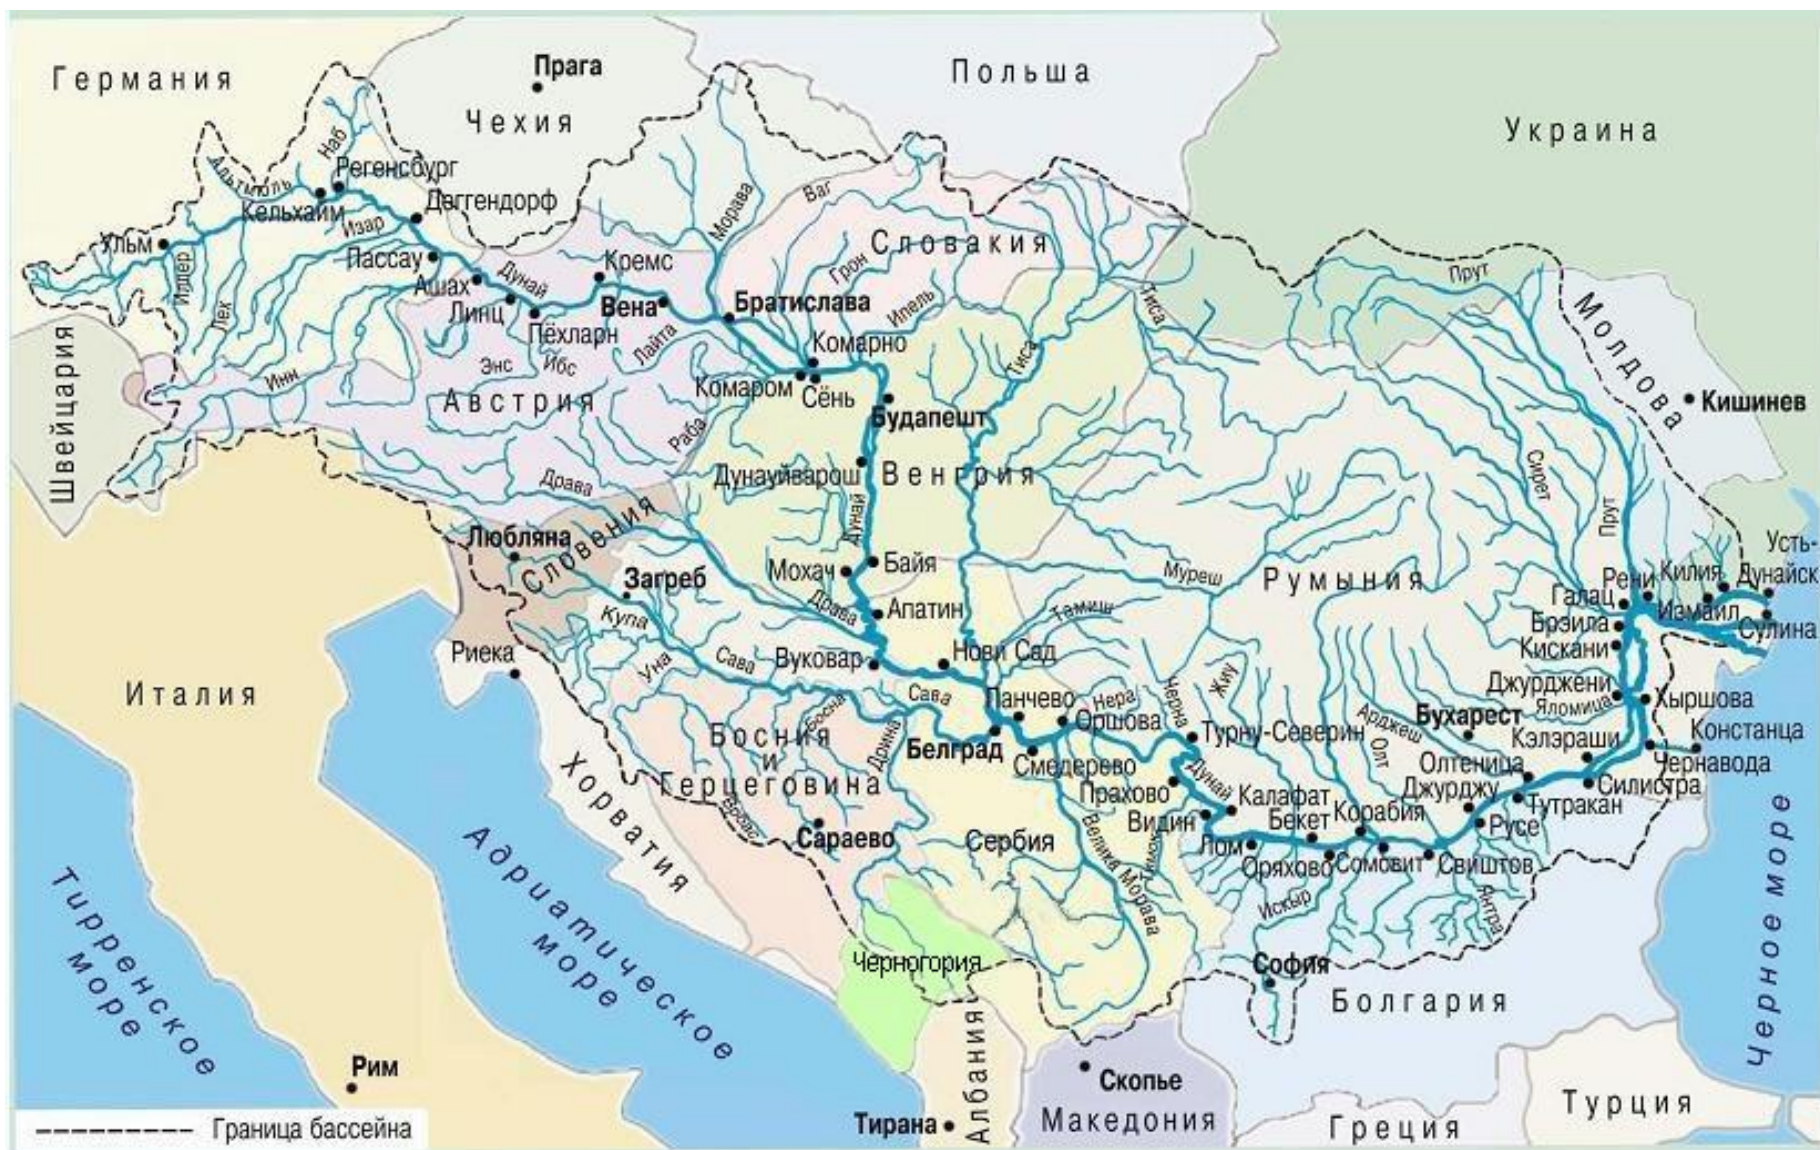 Германия
Прага
Чехия
Польша
Украина
Наб
Альтмюль
Регенсбург
Кельхайм
Деггендорф
Изар
Ульм
Пассау
Иллер
Лех
Ашах
Дунай
Линц
Пёхларн
Кремс
Вена
Морава
Ваг
Словакия
Грон
Ипель
Братислава
Лайта
Комарно
Комаром
Сёнь
Энс
Ибс
Инн
Австрия
Швейцария
Раба
Будапешт
Тиса
Тиса
Прут
Молдова
Кишинев
Дунауйварош
Венгрия
Дунай
Драва
Сирет
Прут
Любляна
Словения
Загреб
Мохач
Байя
Драва
Апатин
Муреш
Румыния
Тамиш
Рени
Килия
Усть-
Дунайск
Галац
Измаил
Брэила
Сулина
Кискани
Риека
Купа
Уна
Сава
Вуковар
Нови Сад
Сава
Италия
Панчево
Нера
Оршова
Черна
Жиу
Турну-Северин
Джурджени
Яломица
Хыршова
Бухарест
Арджеш
Олт
Констанца
Кэлэраши
Чернавода
Босна
Дрина
Босния
и
Герцеговина
Белград
Смедерево
Дунай
Прахово
Калафат
Видин
Бекет
Корабия
Олтеница
Джурджу
Силистра
Тутракан
Русе
Лом
Оряхово
Сомовит
Свиштов
Хорватия
Врбас
Сараево
Сербия
Велика Морава
Тимок
Искыр
Янтра
София
Болгария
Черногория
Тирренское
море
Адриатическое
море
Черное море
Рим
Тирана
Албания
Скопье
Македония
Греция
Турция
Граница бассейна